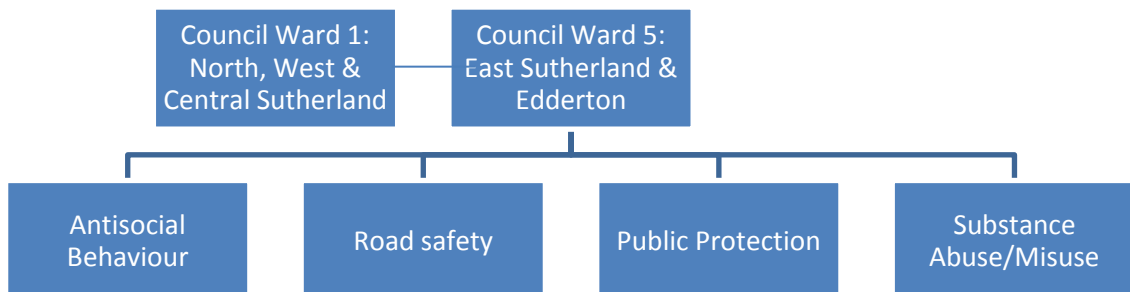 Council Ward 1:
North, West &
Central Sutherland
Council Ward 5:
East Sutherland &
Edderton
Antisocial
Behaviour
Road safety
Public Protection
Substance
Abuse/Misuse